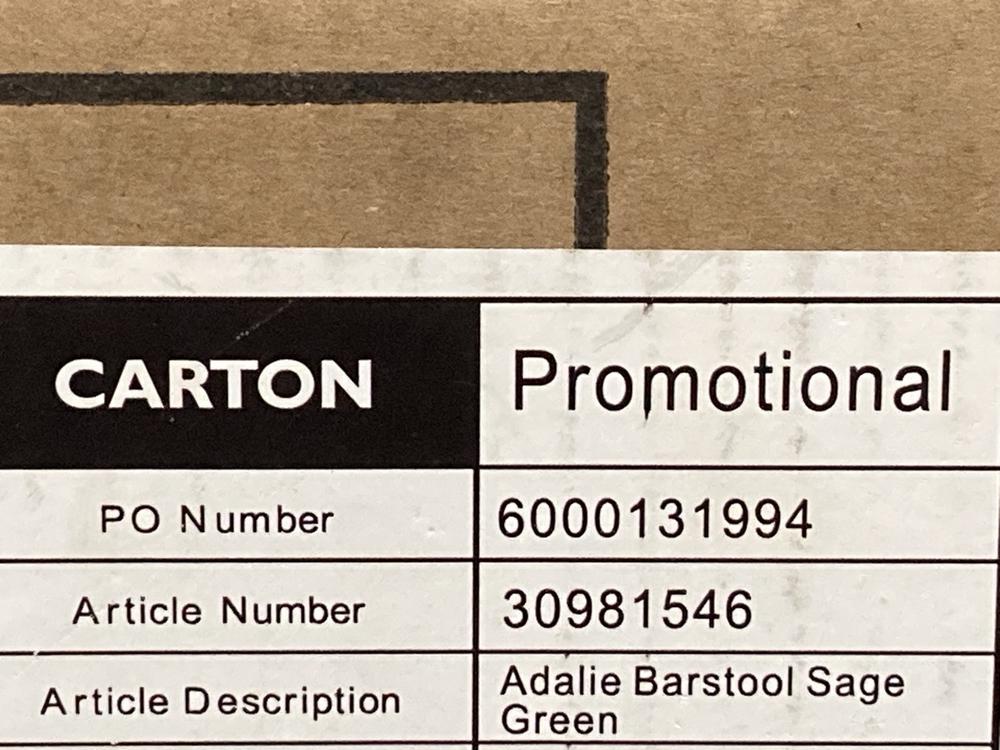 CARTON Promotional
PO Number 6000131994
Article Number 30981546
Article Description Adalie Barstool Sage
Green